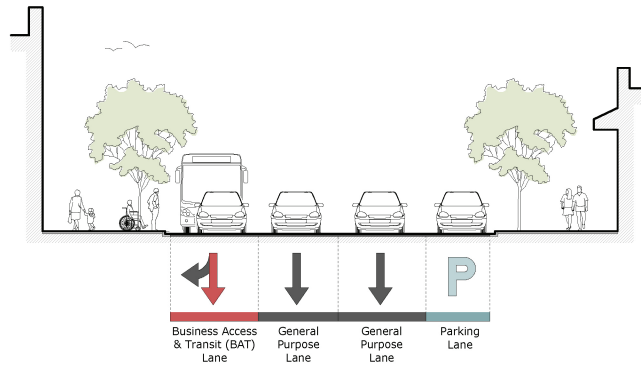 P
Business Access
& Transit (BAT)
Lane
General
Purpose
Lane
General
Purpose
Lane
Parking
Lane